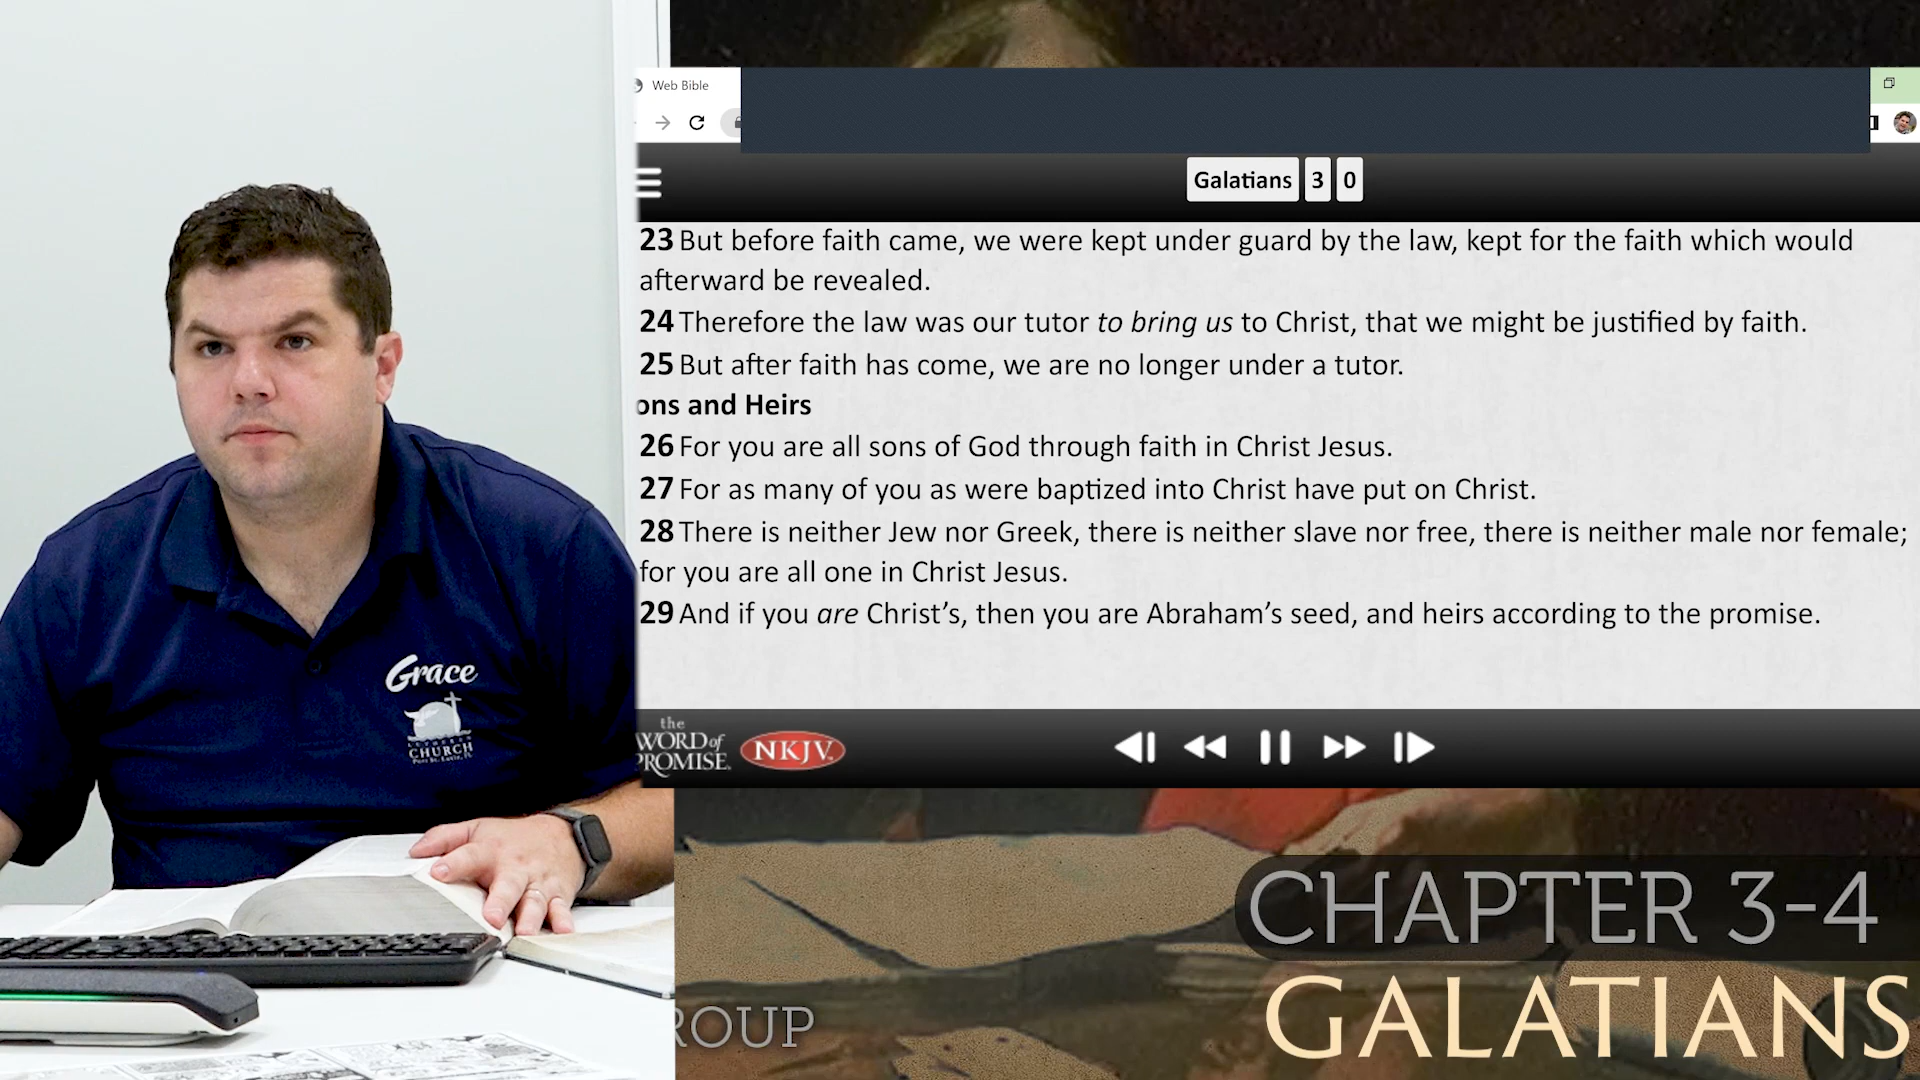 Web Bible
Galatians 3 0
23 But before faith came, we were kept under guard by the law, kept for the faith which would
afterward be revealed.
24 Therefore the law was our tutor to bring us to Christ, that we might be justified by faith.
25 But after faith has come, we are no longer under a tutor.
ons and Heirs
26 For you are all sons of God through faith in Christ Jesus.
27 For as many of you as were baptized into Christ have put on Christ.
28 There is neither Jew nor Greek, there is neither slave nor free, there is neither male nor female;
for you are all one in Christ Jesus.
29 And if you are Christ’s, then you are Abraham’s seed, and heirs according to the promise.
Grace
LUTHERAN
CHURCH
Port St. Lucie, FL
the
WORD of
PROMISE
NKJV
CHAPTER 3-4
GALATIANS
ROUP